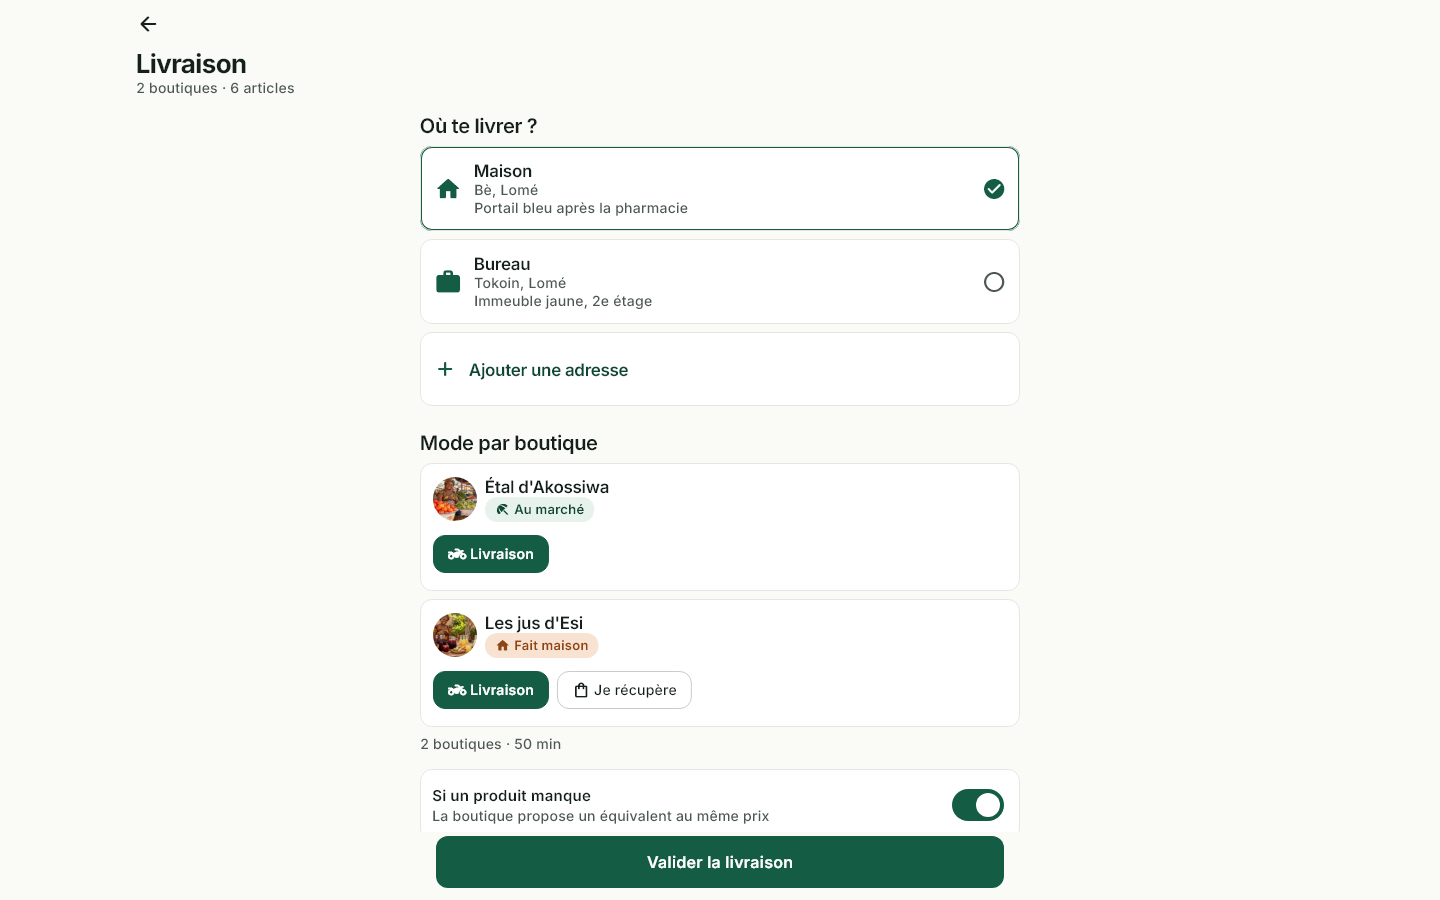 Livraison
2 boutiques · 6 articles
Où te livrer ?
Maison
Bè, Lomé
Portail bleu après la pharmacie
Bureau
Tokoin, Lomé
Immeuble jaune, 2e étage
Ajouter une adresse
Mode par boutique
Étal d'Akossiwa
Au marché
Livraison
Les jus d'Esi
Fait maison
Livraison
Je récupère
2 boutiques · 50 min
Si un produit manque
La boutique propose un équivalent au même prix
Valider la livraison